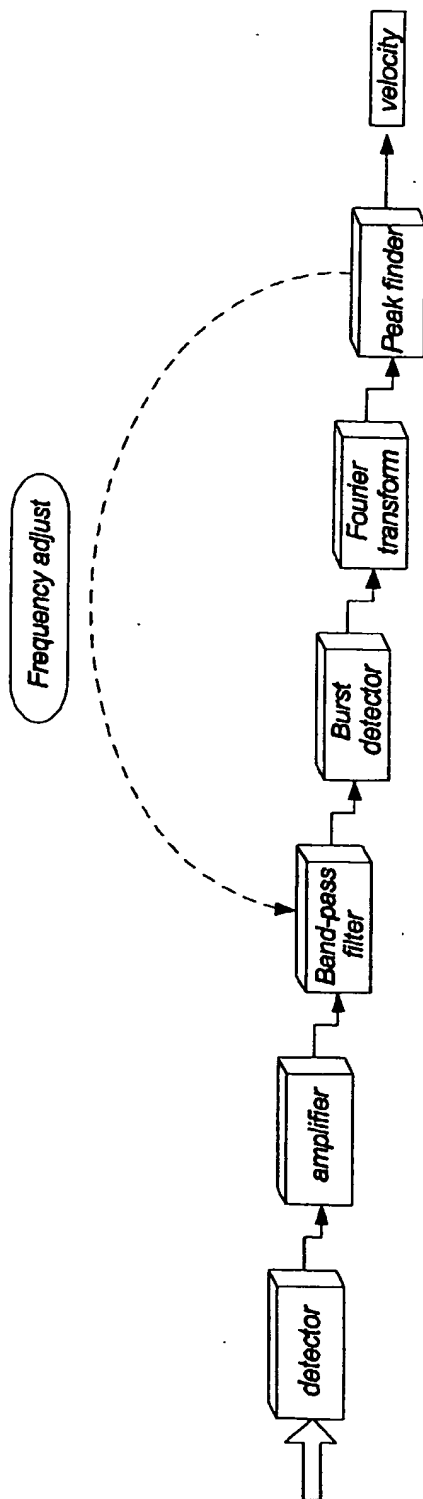 Frequency adjust
detector
amplifier
Band-pass
filter
Burst
detector
Fourier
transform
Peak finder
velocity